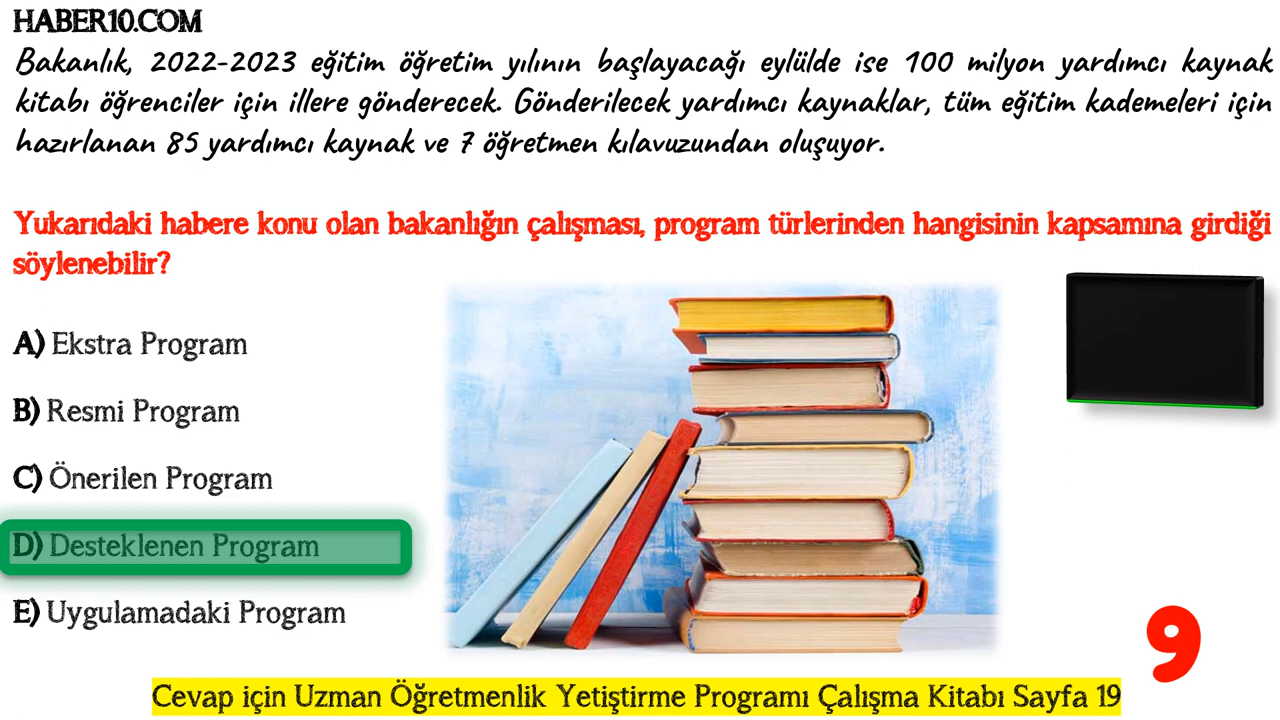 HABER10.COM
Bakanlık, 2022-2023 eğitim öğretim yılının başlayacağı eylülde ise 100 milyon yardımcı kaynak
kitabı öğrenciler için illere gönderecek. Gönderilecek yardımcı kaynaklar, tüm eğitim kademeleri için
hazırlanan 85 yardımcı kaynak ve 7 öğretmen kılavuzundan oluşuyor.
Yukarıdaki habere konu olan bakanlığın çalışması, program türlerinden hangisinin kapsamına girdiği
söylenebilir?
A) Ekstra Program
B) Resmi Program
C) Önerilen Program
D) Desteklenen Program
E) Uygulamadaki Program
9
Cevap için Uzman Öğretmenlik Yetiştirme Programı Çalışma Kitabı Sayfa 19